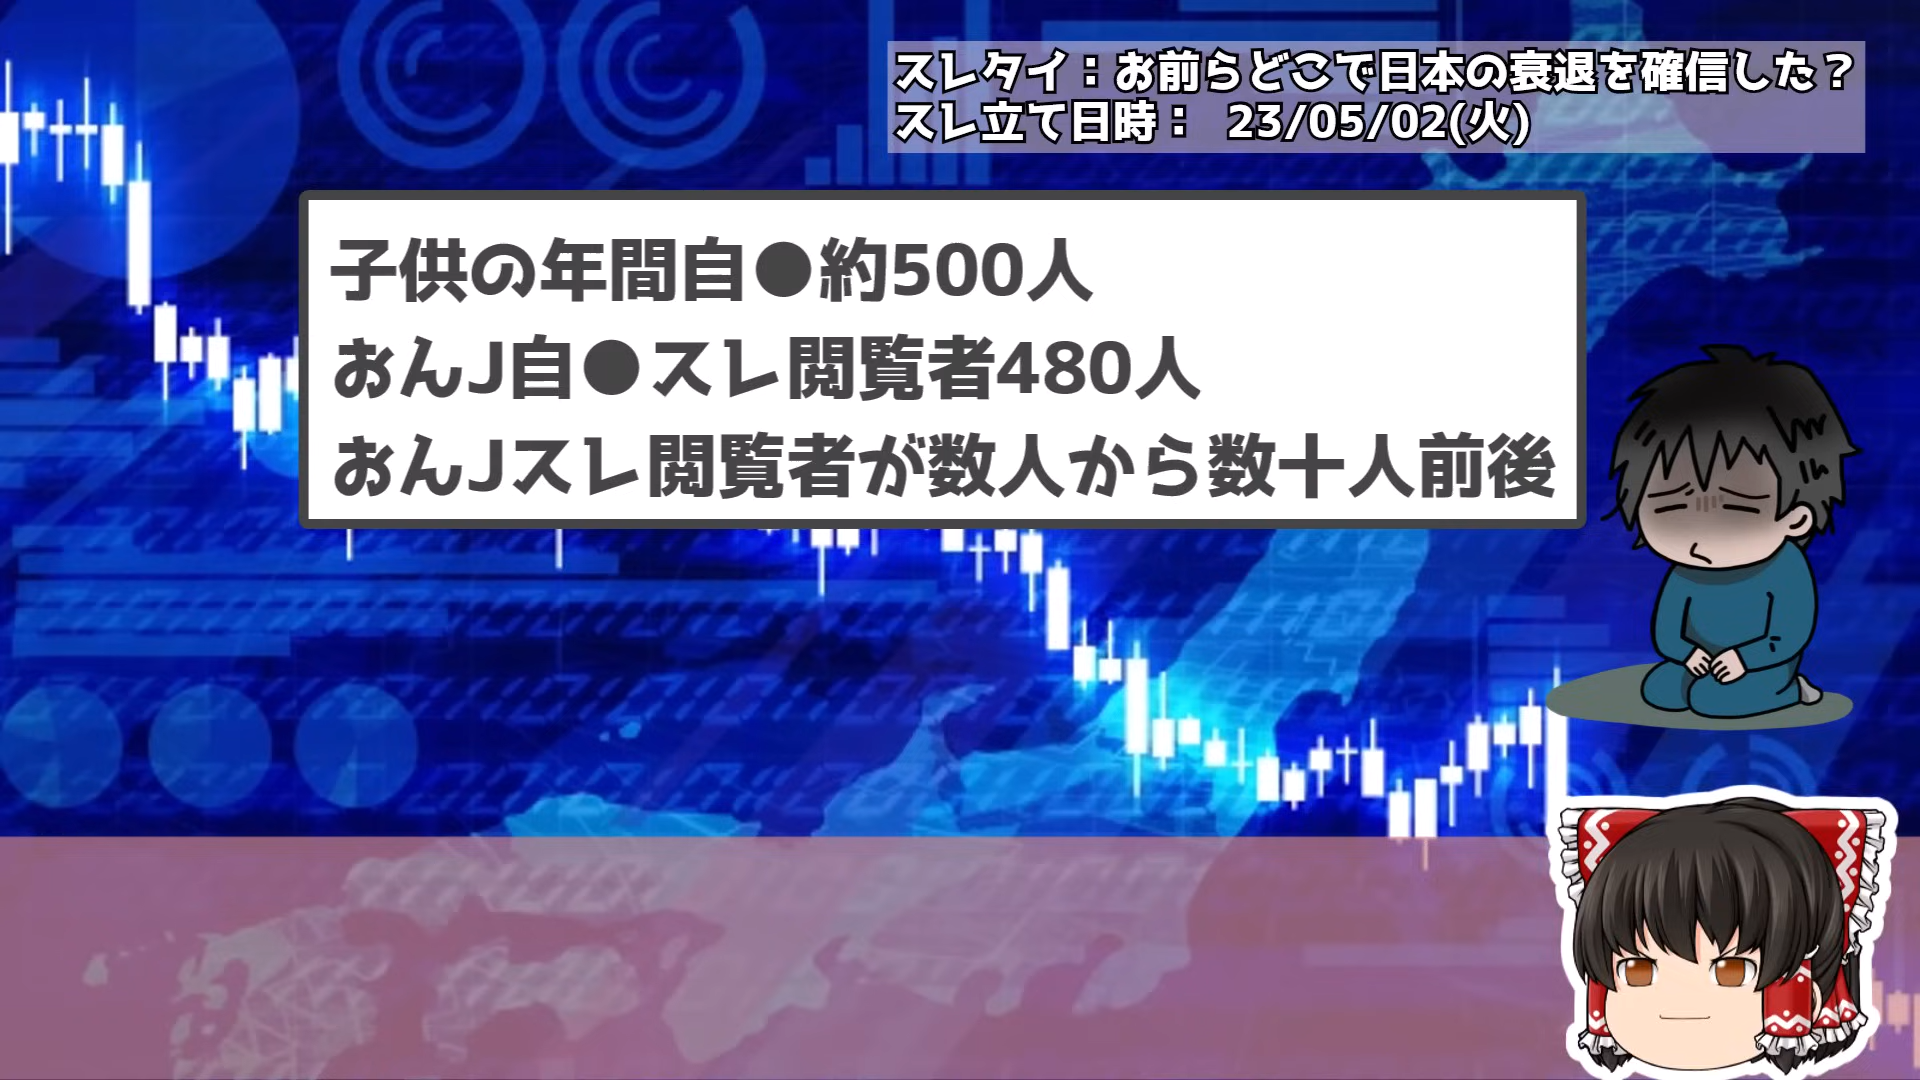 スレタイ：お前らどこで日本の衰退を確信した？
スレ立て日時： 23/05/02(火)
子供の年間自●約500人
おんJ自●スレ閲覧者480人
おんJスレ閲覧者が数人から数十人前後